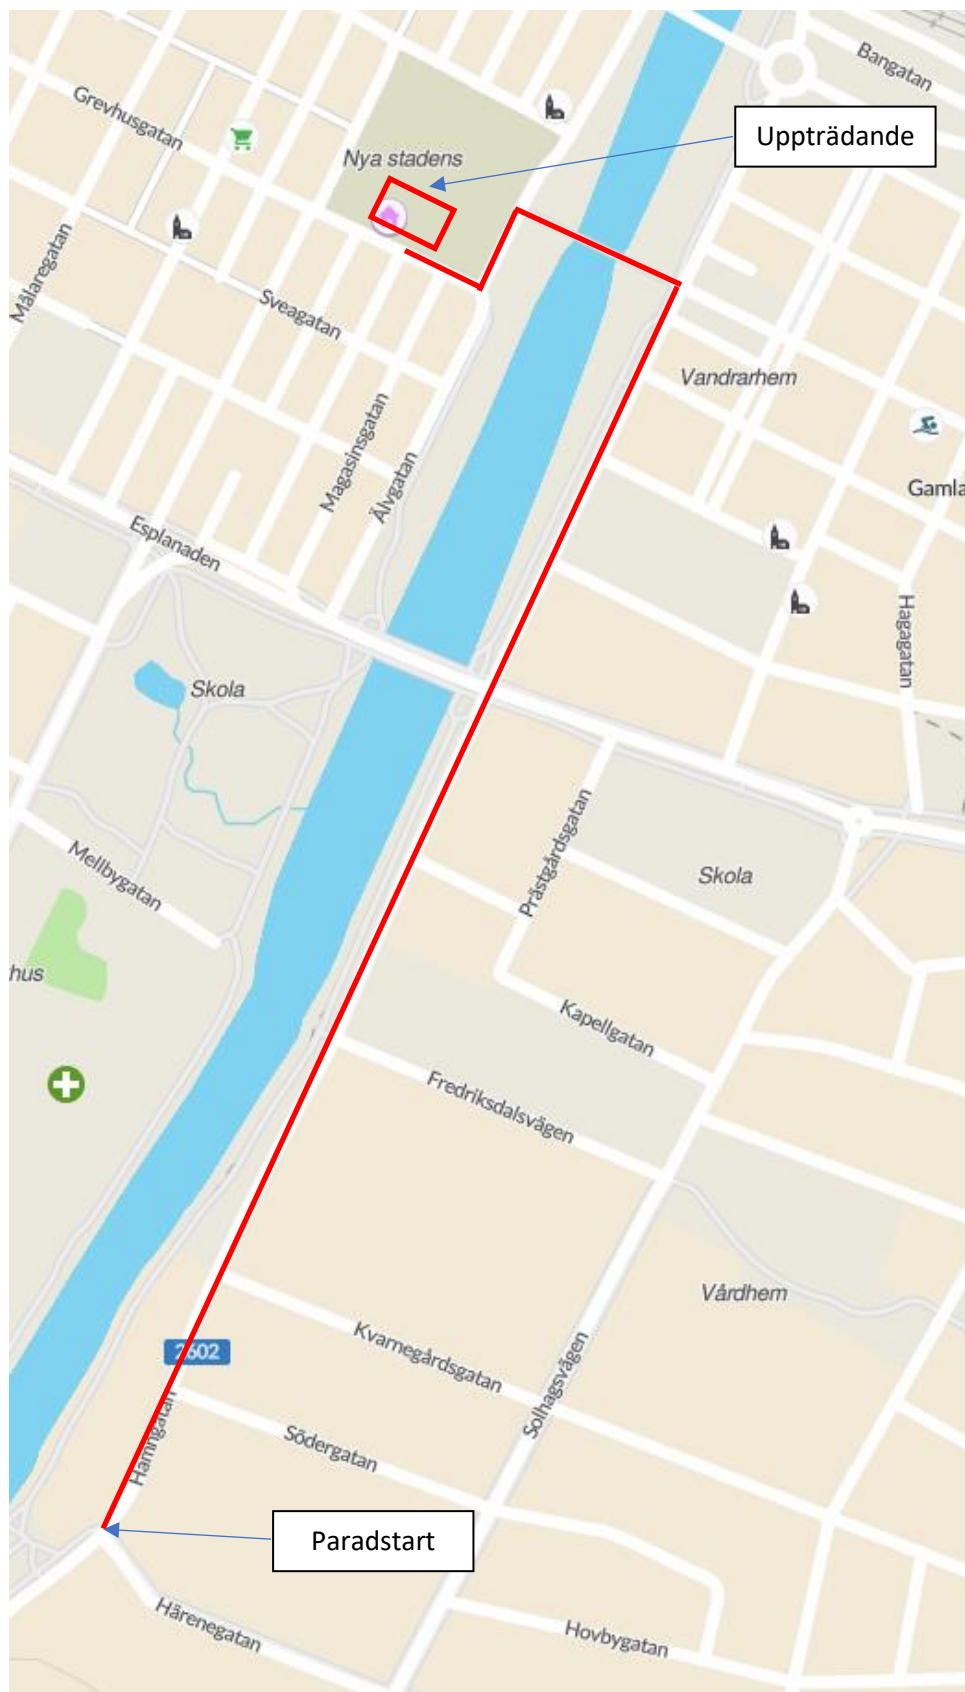 Bangatan
Grevhusgatan
Uppträdande
Nya stadens
Målaregatan
Sveagatan
Vandrarhem
Magasinsgatan
Älvgatan
Gamla
Esplanaden
Hagagatan
Skola
Prästgårdsgatan
Mellbygatan
Skola
hus
Kapellgatan
Fredriksdalsvägen
Vårdhem
2602
Kvarnegårdsgatan
Solhagsvägen
Hamngatan
Södergatan
Paradstart
Härenegatan
Hovbygatan